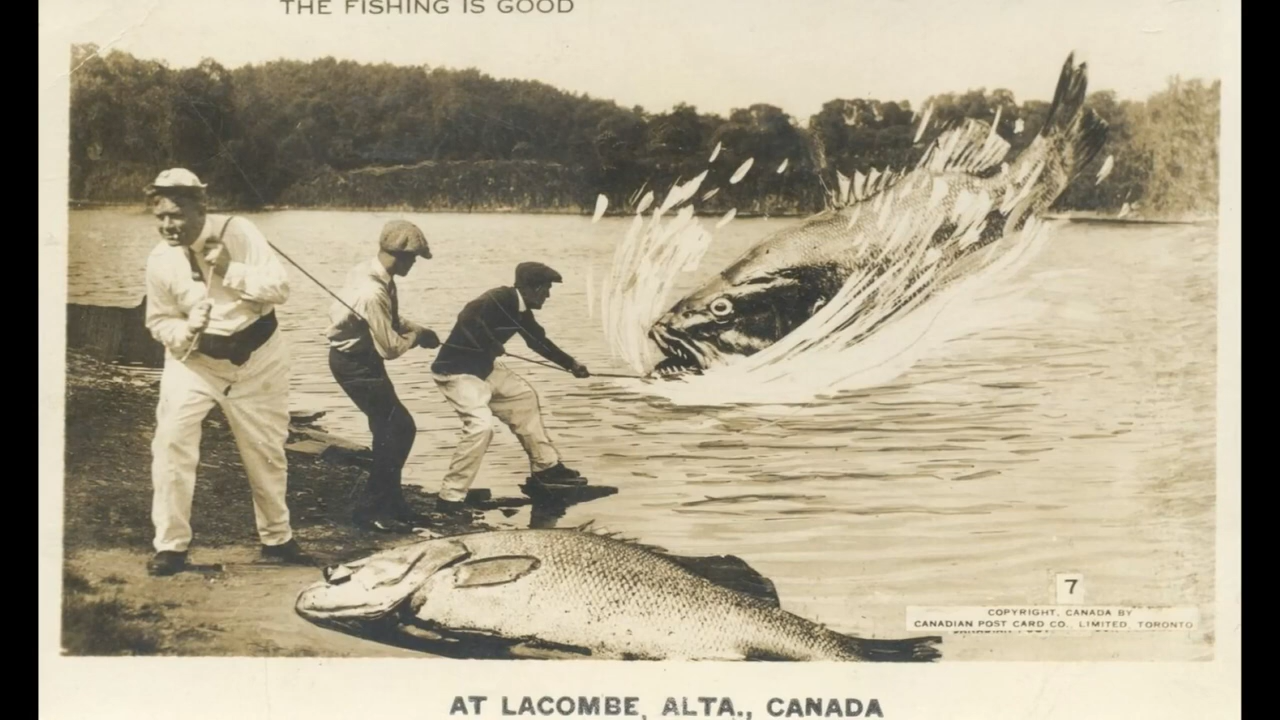 THE FISHING IS GOOD
7
COPYRIGHT, CANADA BY
CANADIAN POST CARD CO., LIMITED, TORONTO
AT LACOMBE, ALTA., CANADA